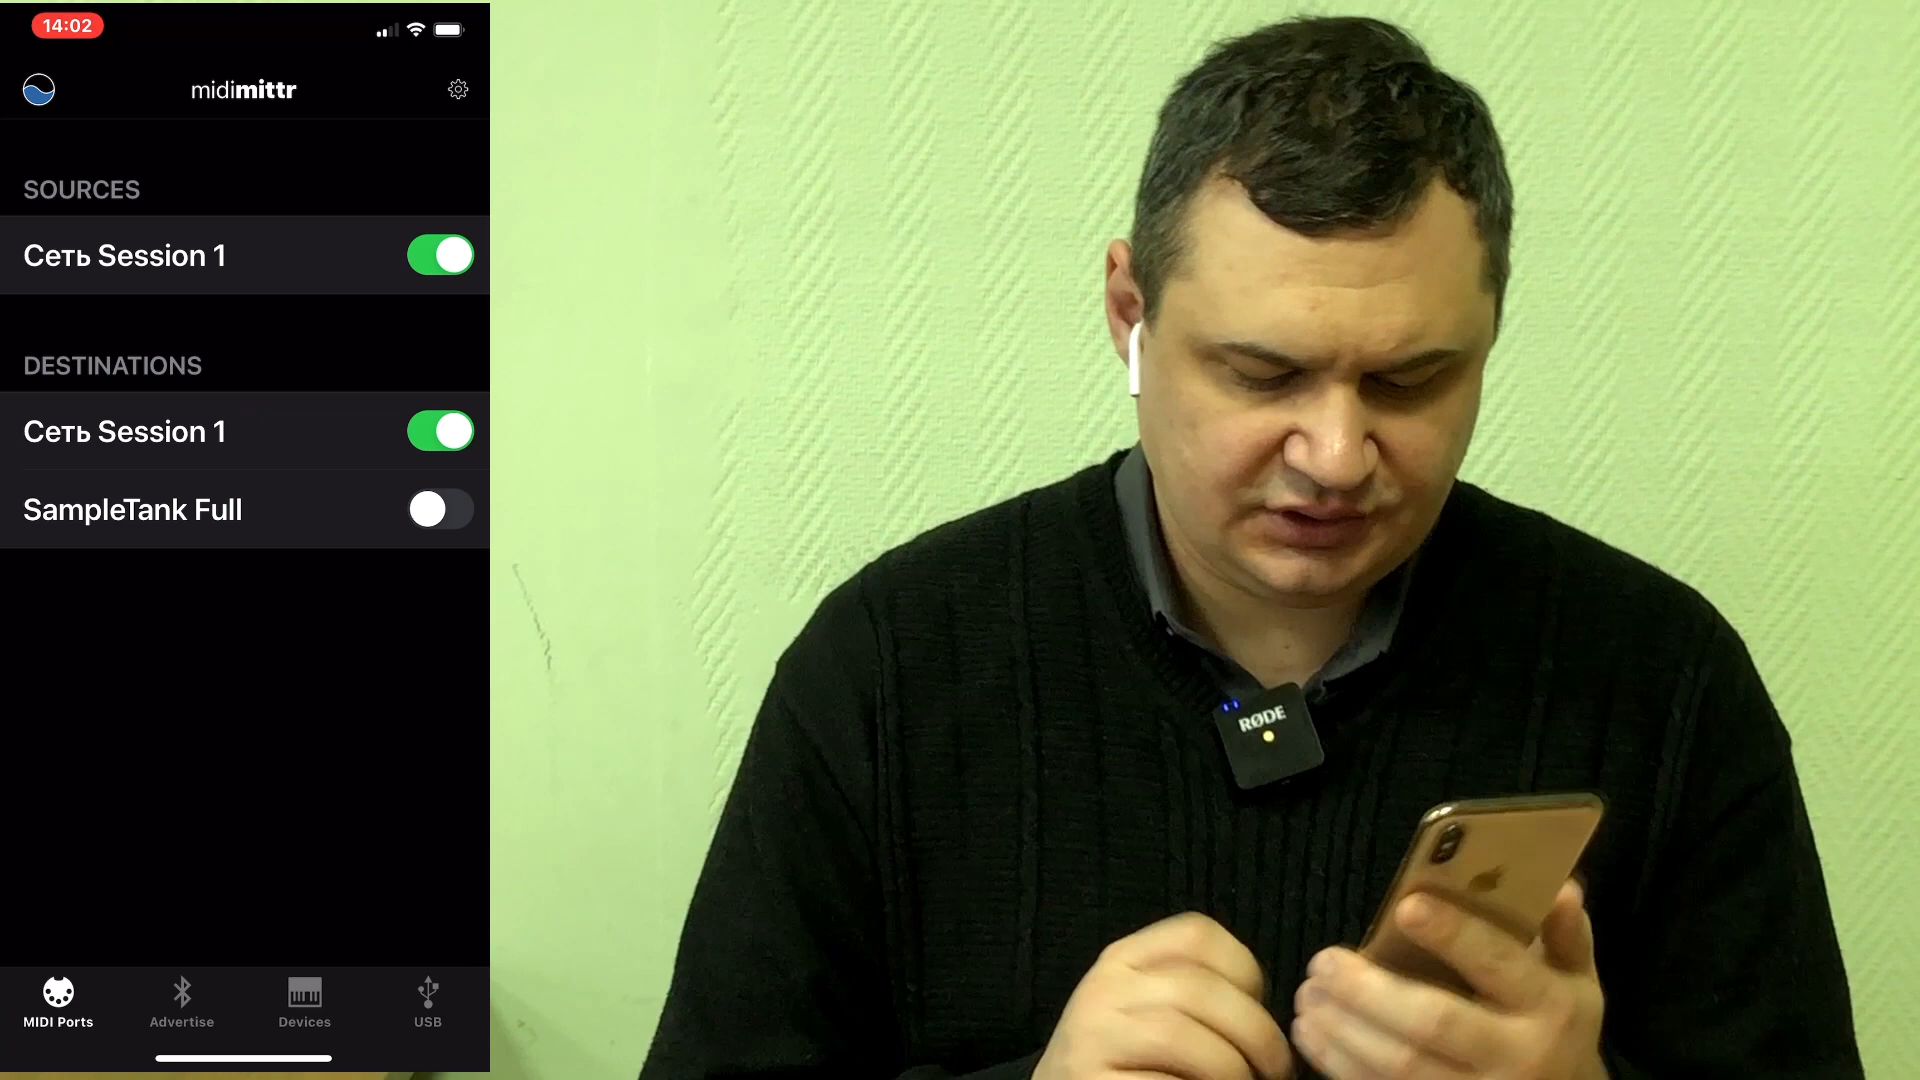 14:02
midimittr
SOURCES
Сеть Session 1
DESTINATIONS
Сеть Session 1
SampleTank Full
MIDI Ports
Advertise
Devices
USB
RØDE